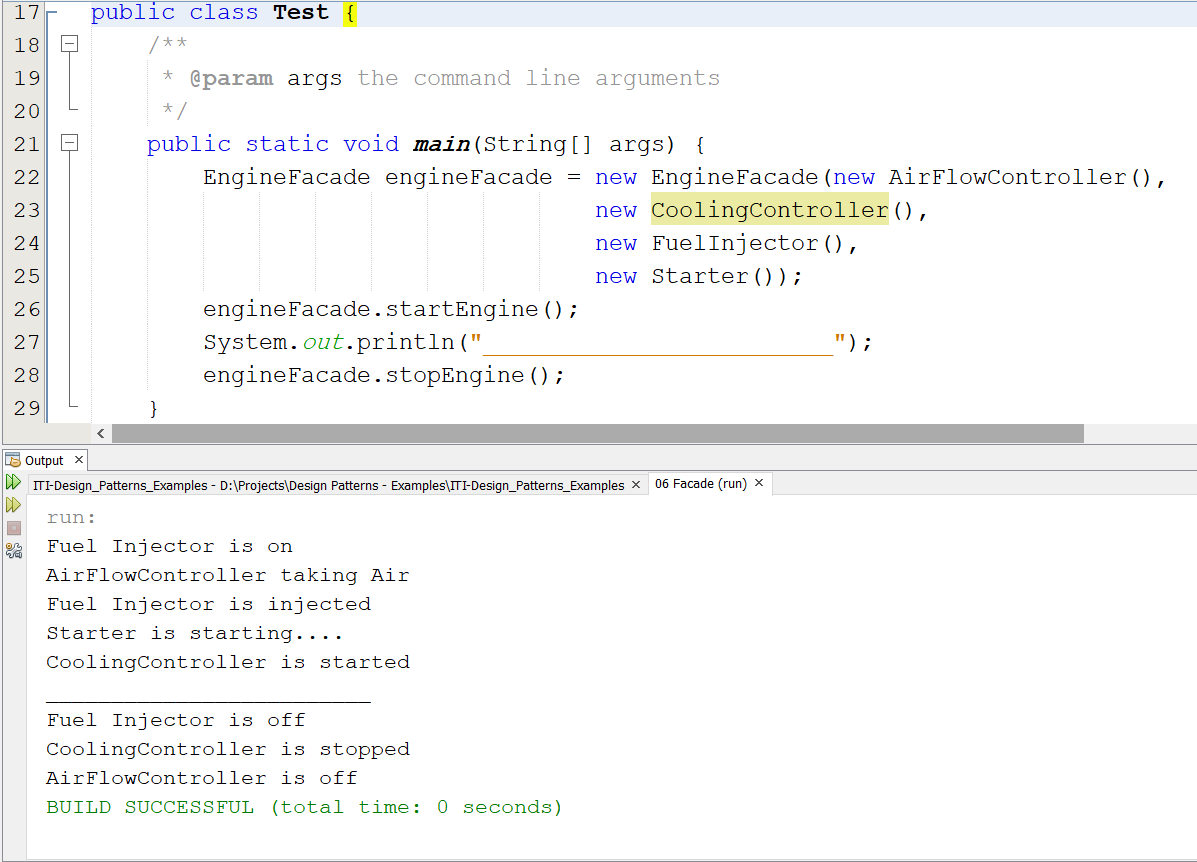 17 public class Test {
18     /**
19      * @param args the command line arguments
20      */
21     public static void main(String[] args) {
22         EngineFacade engineFacade = new EngineFacade(new AirFlowController(),
23                                     new CoolingController(),
24                                     new FuelInjector(),
25                                     new Starter());
26         engineFacade.startEngine();
27         System.out.println("_________________________");
28         engineFacade.stopEngine();
29     }
Output
ITI-Design_Patterns_Examples - D:\Projects\Design Patterns - Examples\ITI-Design_Patterns_Examples 06 Facade (run)
run:
Fuel Injector is on
AirFlowController taking Air
Fuel Injector is injected
Starter is starting....
CoolingController is started
_________________________
Fuel Injector is off
CoolingController is stopped
AirFlowController is off
BUILD SUCCESSFUL (total time: 0 seconds)